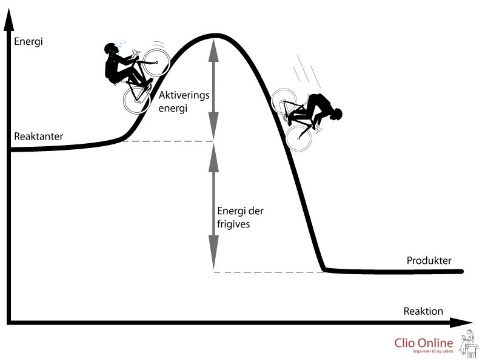 Energi
Aktiverings
energi
Reaktanter
Energi der
frigives
Produkter
Reaktion
Clio Online